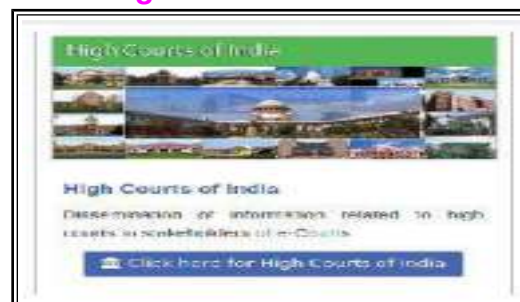 High Courts of India
High Courts of India
Dissemination of information related to high
courts to stakeholders of e-Courts
Click here for High Courts of India